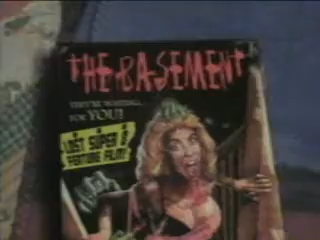 THE BASEMENT
THEY'RE WAITING...
FOR YOU!!
LOST SUPER 8
FEATURE FILM!